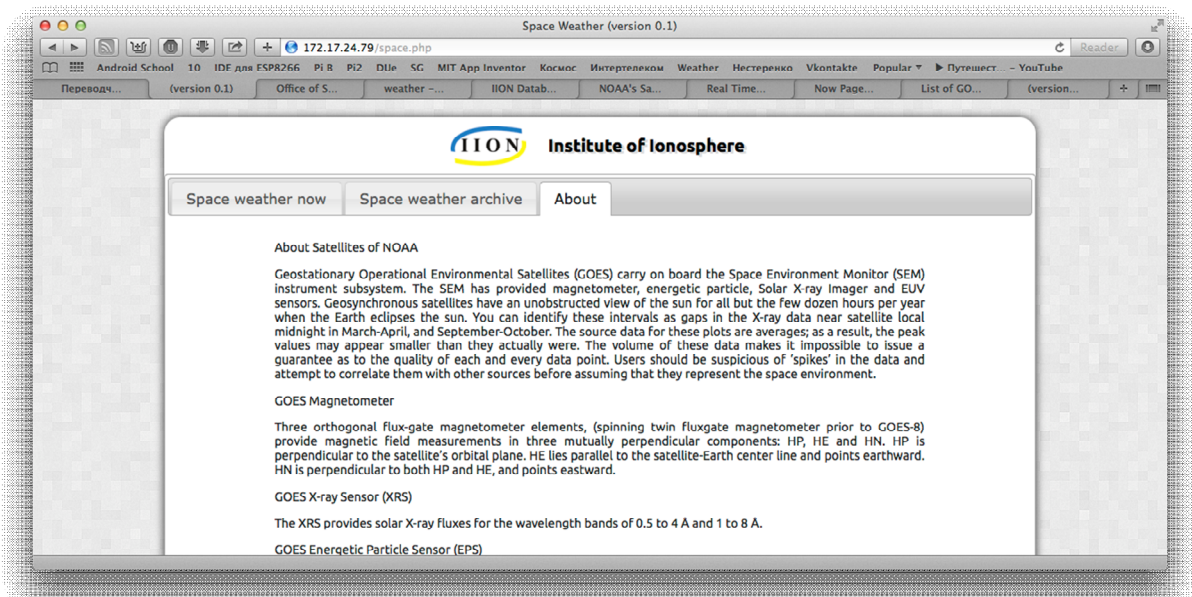 Space Weather (version 0.1)
172.17.24.79/space.php
Reader
Android School 10 IDE для ESP8266 Pi B Pi2 DUe SG MIT App Inventor Космос Интертелеком Weather Нестеренко Vkontakte Popular ▾ ▶ Путешест... – YouTube
Переводч... (version 0.1) Office of S... weather –... IION Datab... NOAA's Sa... Real Time... Now Page... List of GO... (version...
IION Institute of Ionosphere
Space weather now Space weather archive About
About Satellites of NOAA
Geostationary Operational Environmental Satellites (GOES) carry on board the Space Environment Monitor (SEM)
instrument subsystem. The SEM has provided magnetometer, energetic particle, Solar X-ray Imager and EUV
sensors. Geosynchronous satellites have an unobstructed view of the sun for all but the few dozen hours per year
when the Earth eclipses the sun. You can identify these intervals as gaps in the X-ray data near satellite local
midnight in March-April, and September-October. The source data for these plots are averages; as a result, the peak
values may appear smaller than they actually were. The volume of these data makes it impossible to issue a
guarantee as to the quality of each and every data point. Users should be suspicious of ‘spikes’ in the data and
attempt to correlate them with other sources before assuming that they represent the space environment.
GOES Magnetometer
Three orthogonal flux-gate magnetometer elements, (spinning twin fluxgate magnetometer prior to GOES-8)
provide magnetic field measurements in three mutually perpendicular components: HP, HE and HN. HP is
perpendicular to the satellite’s orbital plane. HE lies parallel to the satellite-Earth center line and points earthward.
HN is perpendicular to both HP and HE, and points eastward.
GOES X-ray Sensor (XRS)
The XRS provides solar X-ray fluxes for the wavelength bands of 0.5 to 4 Å and 1 to 8 Å.
GOES Energetic Particle Sensor (EPS)